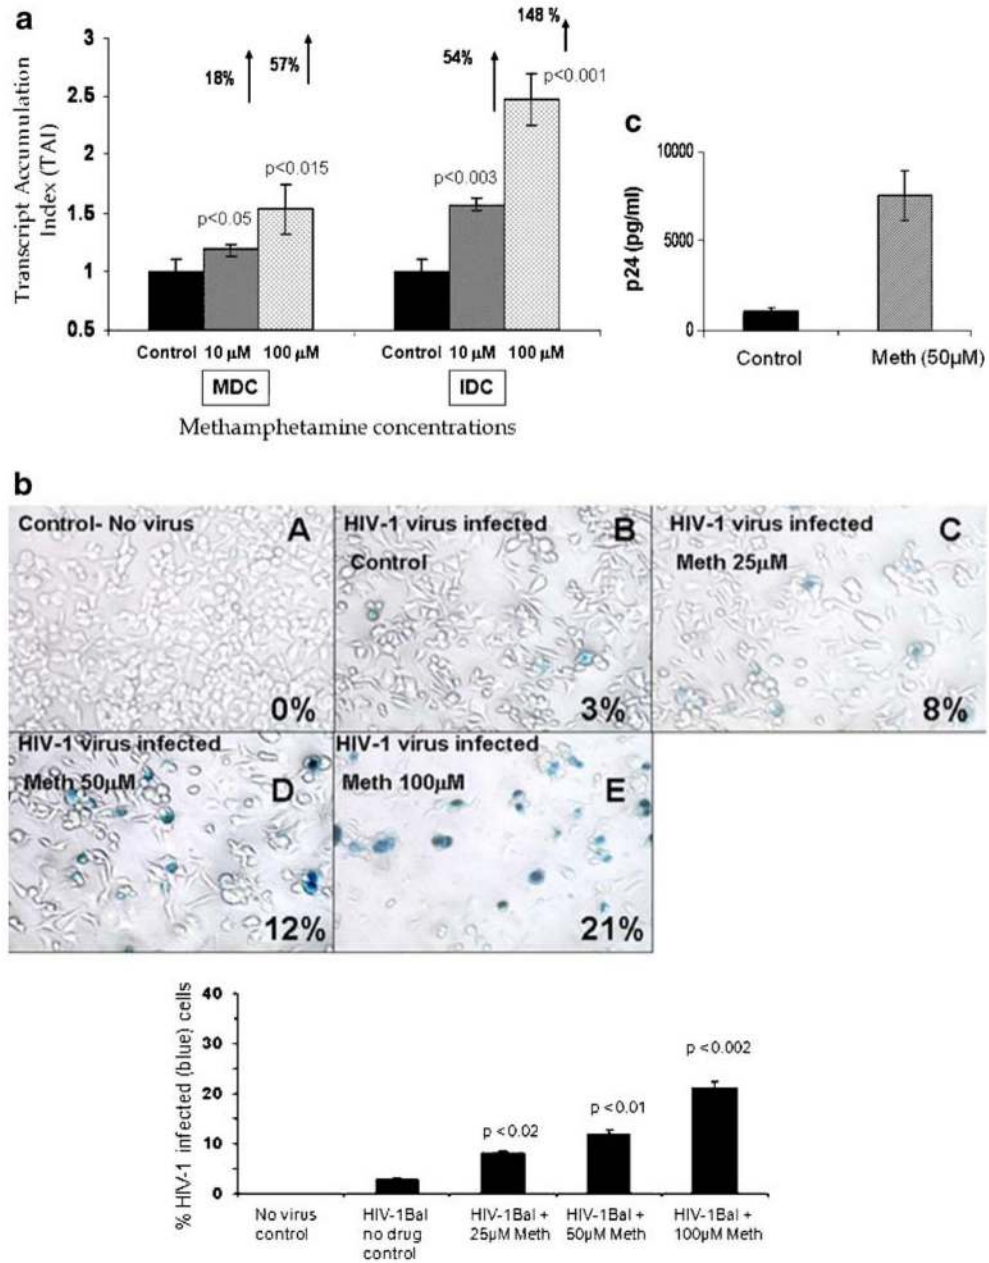 a
Transcript Accumulation
Index (TAI)
3
2.5
2
1.5
1
0.5
18%
57%
54%
148 %
p<0.05
p<0.015
p<0.003
p<0.001
Control 10 µM 100 µM
Control 10 µM 100 µM
MDC
IDC
Methamphetamine concentrations
c
p24 (pg/ml)
10000
5000
0
Control
Meth (50µM)
b
Control- No virus
A
0%
HIV-1 virus infected
Control
B
3%
HIV-1 virus infected
Meth 25µM
C
8%
HIV-1 virus infected
Meth 50µM
D
12%
HIV-1 virus infected
Meth 100µM
E
21%
% HIV-1 infected (blue) cells
40
30
20
10
0
p <0.02
p <0.01
p <0.002
No virus
control
HIV-1Bal
no drug
control
HIV-1Bal +
25µM Meth
HIV-1Bal +
50µM Meth
HIV-1Bal +
100µM Meth